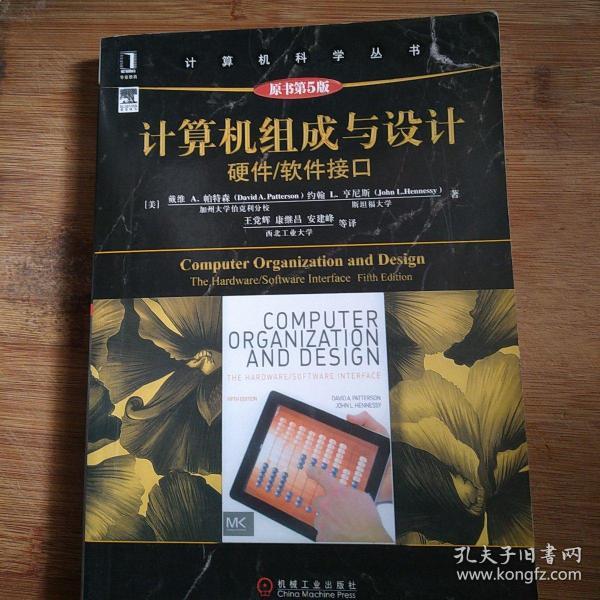 计算机科学丛书
华章教育
原书第5版
计算机组成与设计
硬件/软件接口
[美] 戴维 A. 帕特森 (David A. Patterson) 约翰 L. 亨尼斯 (John L. Hennessy) 著
加州大学伯克利分校 斯坦福大学
王党辉 康继昌 安建峰 等译
西北工业大学
Computer Organization and Design
The Hardware/Software Interface Fifth Edition
COMPUTER
ORGANIZATION
AND DESIGN
THE HARDWARE/SOFTWARE INTERFACE
FIFTH EDITION
DAVID A. PATTERSON
JOHN L. HENNESSY
MK
机械工业出版社
China Machine Press
孔夫子旧书网
www.kongfz.com